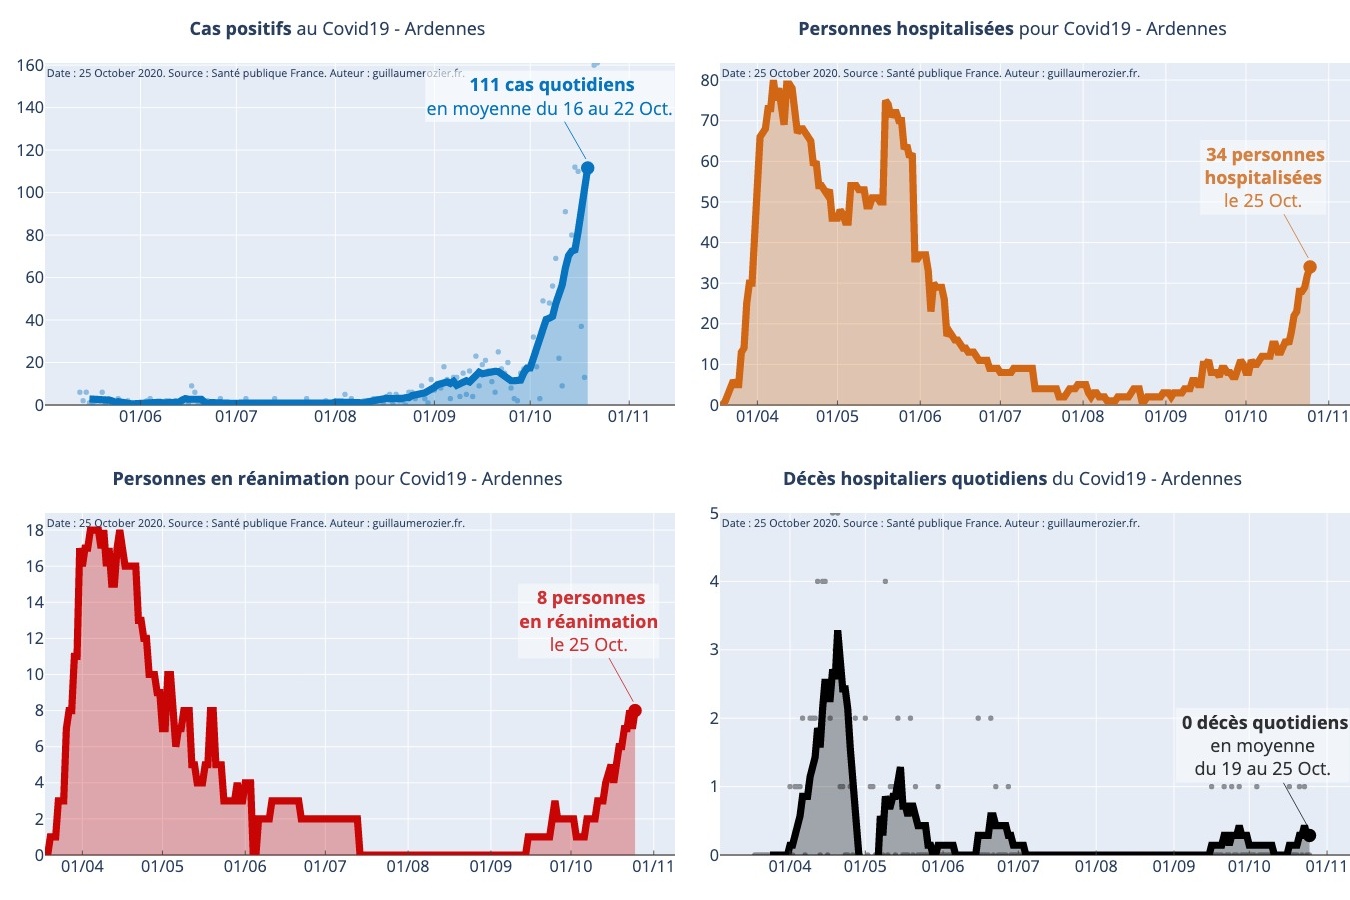 Cas positifs au Covid19 - Ardennes
Date : 25 October 2020. Source : Santé publique France. Auteur : guillaumerozier.fr.
111 cas quotidiens
en moyenne du 16 au 22 Oct.
160
140
120
100
80
60
40
20
0
01/06 01/07 01/08 01/09 01/10 01/11
Personnes hospitalisées pour Covid19 - Ardennes
Date : 25 October 2020. Source : Santé publique France. Auteur : guillaumerozier.fr.
34 personnes
hospitalisées
le 25 Oct.
80
70
60
50
40
30
20
10
0
01/04 01/05 01/06 01/07 01/08 01/09 01/10 01/11
Personnes en réanimation pour Covid19 - Ardennes
Date : 25 October 2020. Source : Santé publique France. Auteur : guillaumerozier.fr.
8 personnes
en réanimation
le 25 Oct.
18
16
14
12
10
8
6
4
2
0
01/04 01/05 01/06 01/07 01/08 01/09 01/10 01/11
Décès hospitaliers quotidiens du Covid19 - Ardennes
Date : 25 October 2020. Source : Santé publique France. Auteur : guillaumerozier.fr.
0 décès quotidiens
en moyenne
du 19 au 25 Oct.
5
4
3
2
1
0
01/04 01/05 01/06 01/07 01/08 01/09 01/10 01/11